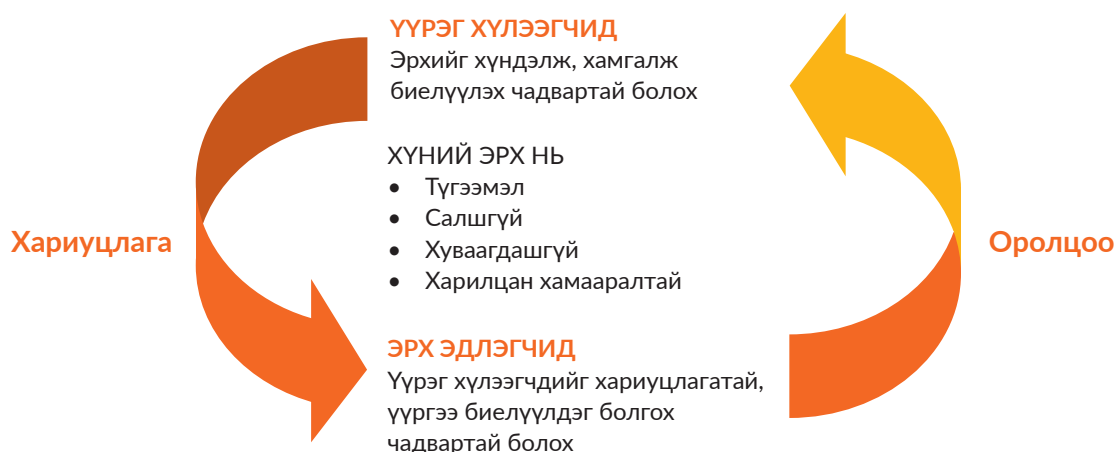 ҮҮРЭГ ХҮЛЭЭГЧИД
Эрхийг хүндэлж, хамгалж
биелүүлэх чадвартай болох
ХҮНИЙ ЭРХ НЬ
• Түгээмэл
• Салшгүй
• Хуваагдашгүй
• Харилцан хамааралтай
Хариуцлага
Оролцоо
ЭРХ ЭДЛЭГЧИД
Үүрэг хүлээгчдийг хариуцлагатай,
үүргээ биелүүлдэг болгох
чадвартай болох